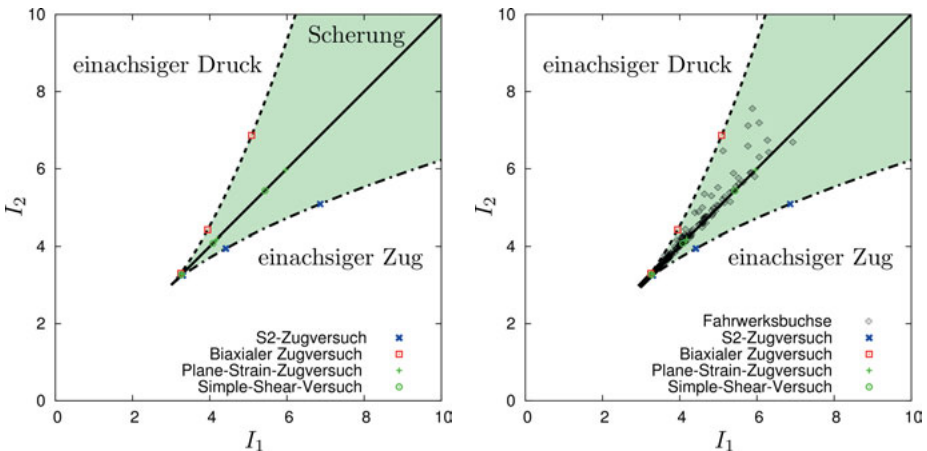 10
8
6
4
2
0
I₂
0 2 4 6 8 10
I₁
einachsiger Druck
Scherung
einachsiger Zug
S2-Zugversuch
Biaxialer Zugversuch
Plane-Strain-Zugversuch
Simple-Shear-Versuch
10
8
6
4
2
0
I₂
0 2 4 6 8 10
I₁
einachsiger Druck
einachsiger Zug
Fahrwerksbuchse
S2-Zugversuch
Biaxialer Zugversuch
Plane-Strain-Zugversuch
Simple-Shear-Versuch